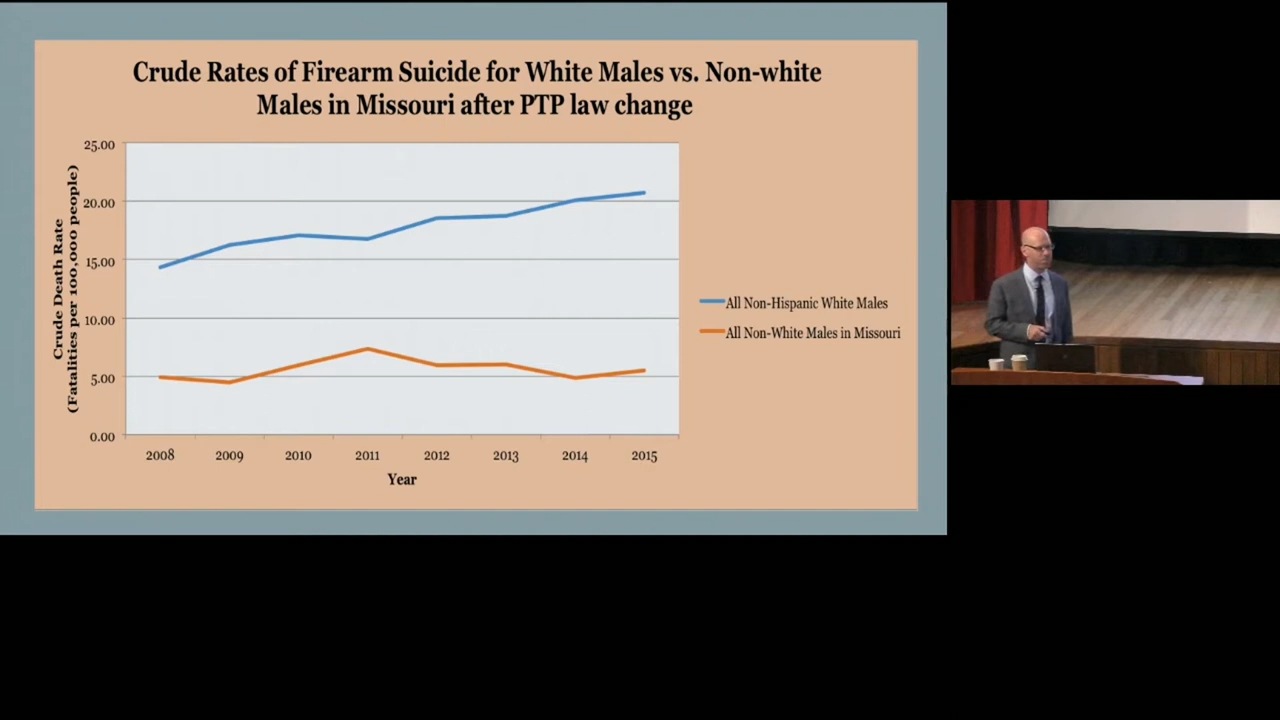 Crude Rates of Firearm Suicide for White Males vs. Non-white
Males in Missouri after PTP law change
Crude Death Rate
(Fatalities per 100,000 people)
25.00
20.00
15.00
10.00
5.00
0.00
2008 2009 2010 2011 2012 2013 2014 2015
Year
All Non-Hispanic White Males
All Non-White Males in Missouri